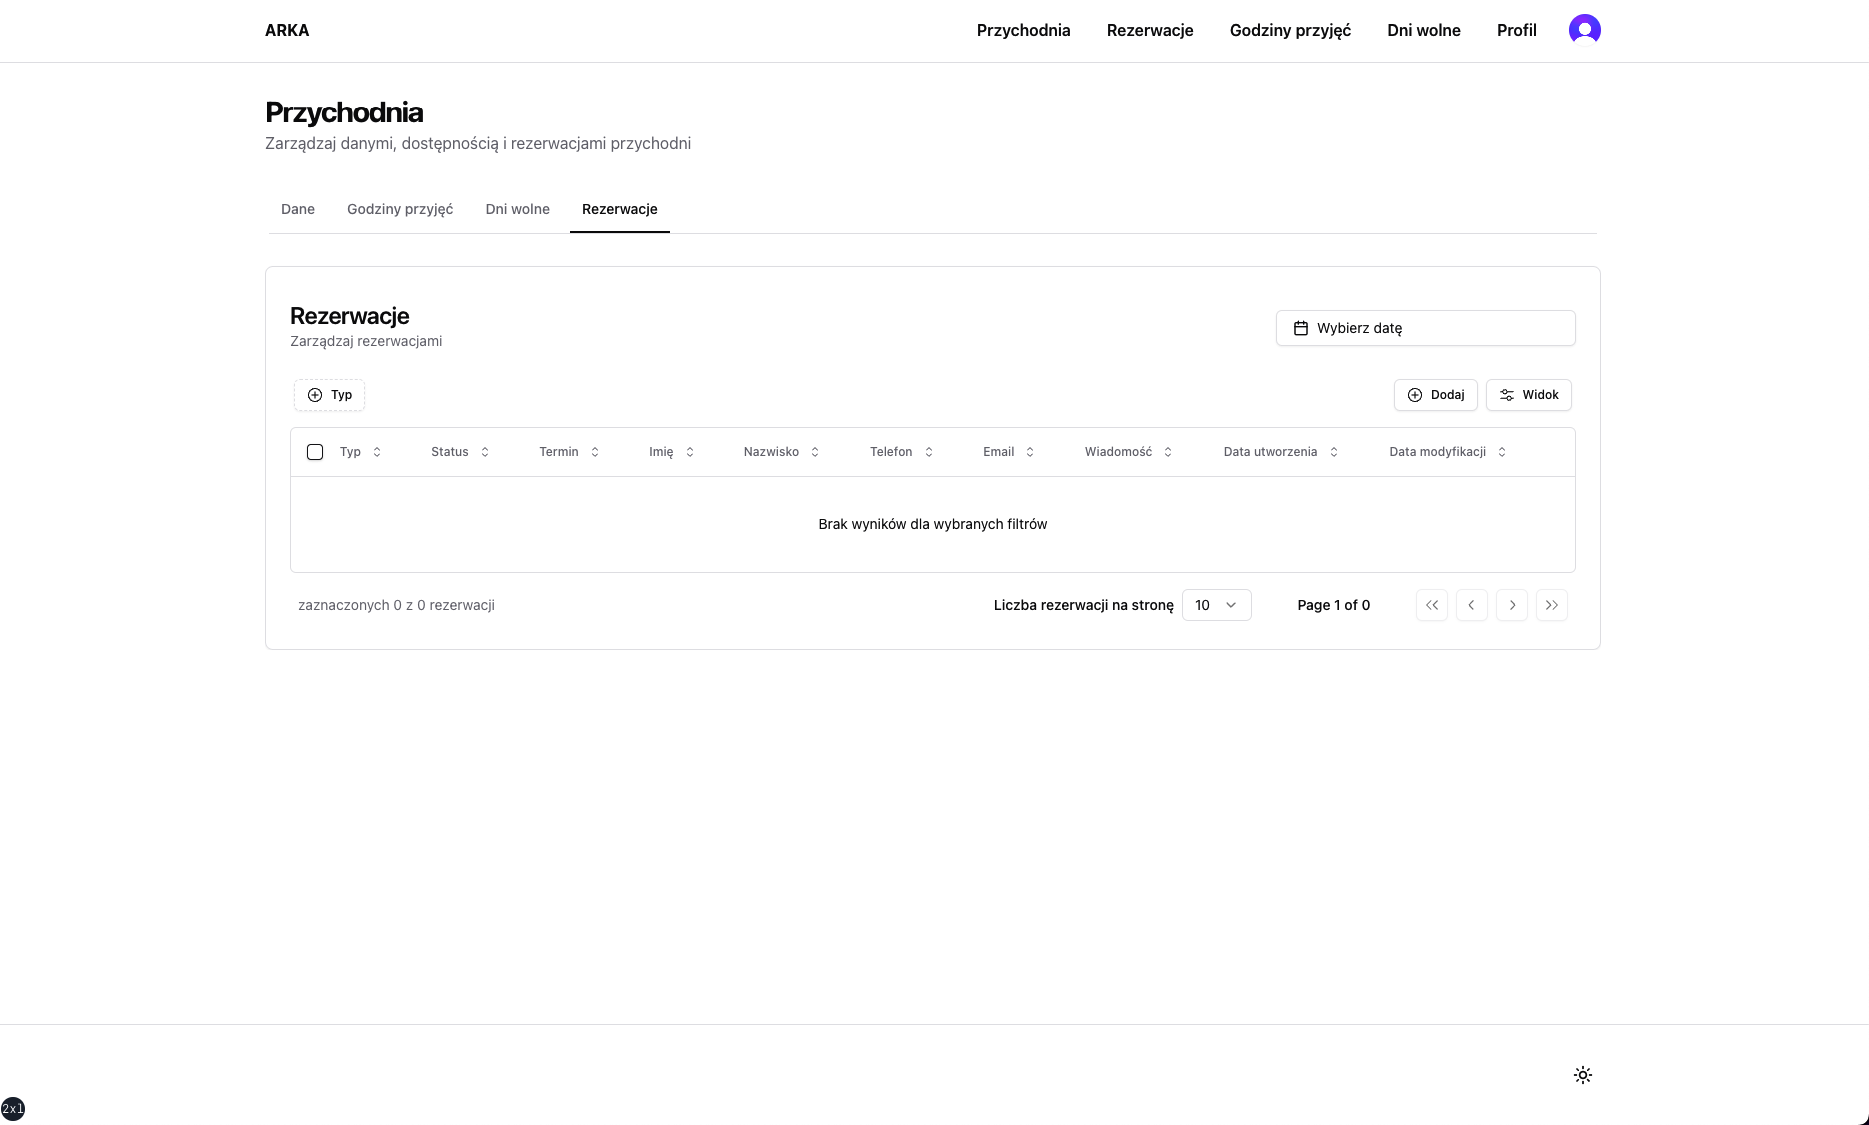 ARKA
Przychodnia Rezerwacje Godziny przyjęć Dni wolne Profil
Przychodnia
Zarządzaj danymi, dostępnością i rezerwacjami przychodni
Dane Godziny przyjęć Dni wolne Rezerwacje
Rezerwacje
Zarządzaj rezerwacjami
Wybierz datę
Typ
Dodaj Widok
Typ Status Termin Imię Nazwisko Telefon Email Wiadomość Data utworzenia Data modyfikacji
Brak wyników dla wybranych filtrów
zaznaczonych 0 z 0 rezerwacji
Liczba rezerwacji na stronę 10 Page 1 of 0
2xl